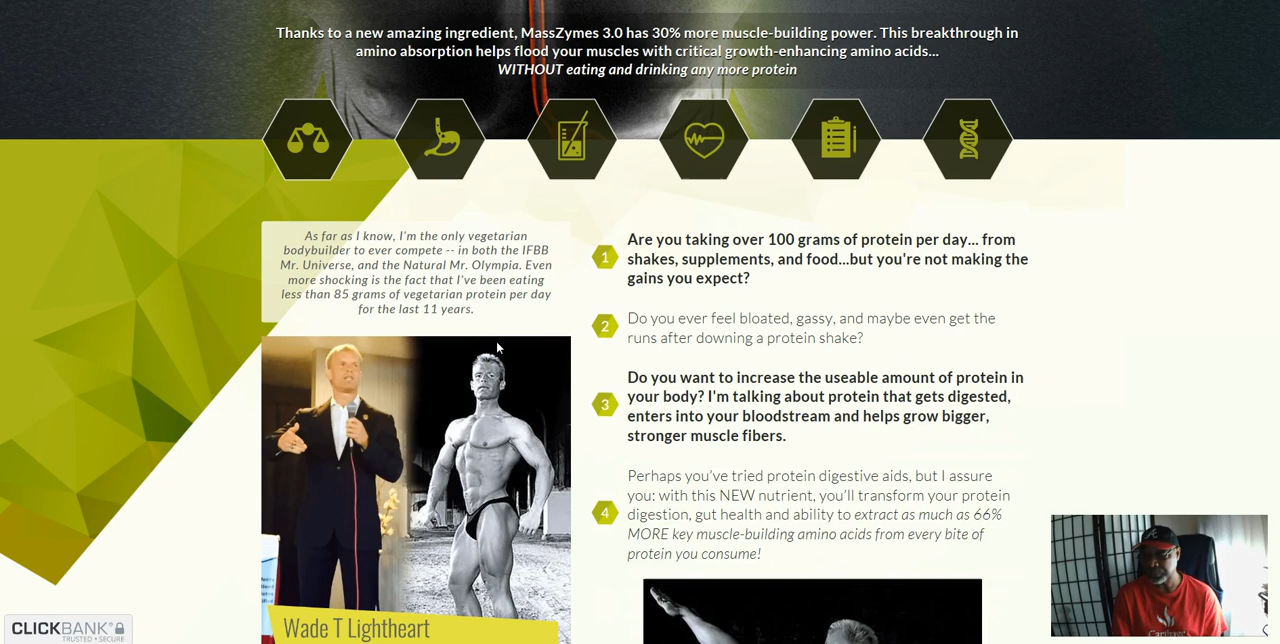 Thanks to a new amazing ingredient, MassZymes 3.0 has 30% more muscle-building power. This breakthrough in
amino absorption helps flood your muscles with critical growth-enhancing amino acids...
WITHOUT eating and drinking any more protein
As far as I know, I'm the only vegetarian
bodybuilder to ever compete -- in both the IFBB
Mr. Universe, and the Natural Mr. Olympia. Even
more shocking is the fact that I've been eating
less than 85 grams of vegetarian protein per day
for the last 11 years.
Wade T Lightheart
1
Are you taking over 100 grams of protein per day... from
shakes, supplements, and food...but you're not making the
gains you expect?
2
Do you ever feel bloated, gassy, and maybe even get the
runs after downing a protein shake?
3
Do you want to increase the useable amount of protein in
your body? I'm talking about protein that gets digested,
enters into your bloodstream and helps grow bigger,
stronger muscle fibers.
4
Perhaps you've tried protein digestive aids, but I assure
you: with this NEW nutrient, you'll transform your protein
digestion, gut health and ability to extract as much as 66%
MORE key muscle-building amino acids from every bite of
protein you consume!
CLICKBANK®
TRUSTED • SECURE
A